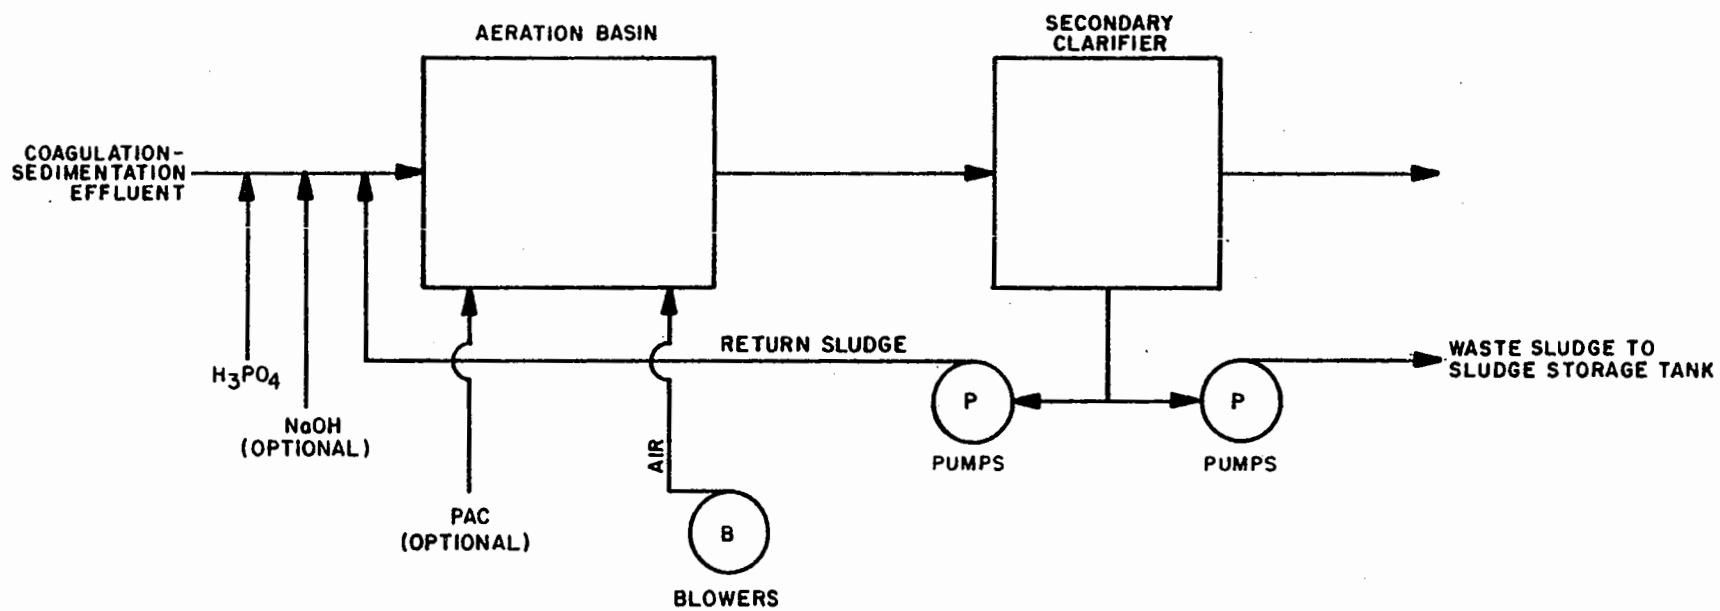 AERATION BASIN
SECONDARY
CLARIFIER
COAGULATION-
SEDIMENTATION
EFFLUENT
RETURN SLUDGE
WASTE SLUDGE TO
SLUDGE STORAGE TANK
H3PO4
P
P
NaOH
(OPTIONAL)
AIR
PUMPS
PUMPS
PAC
(OPTIONAL)
B
BLOWERS